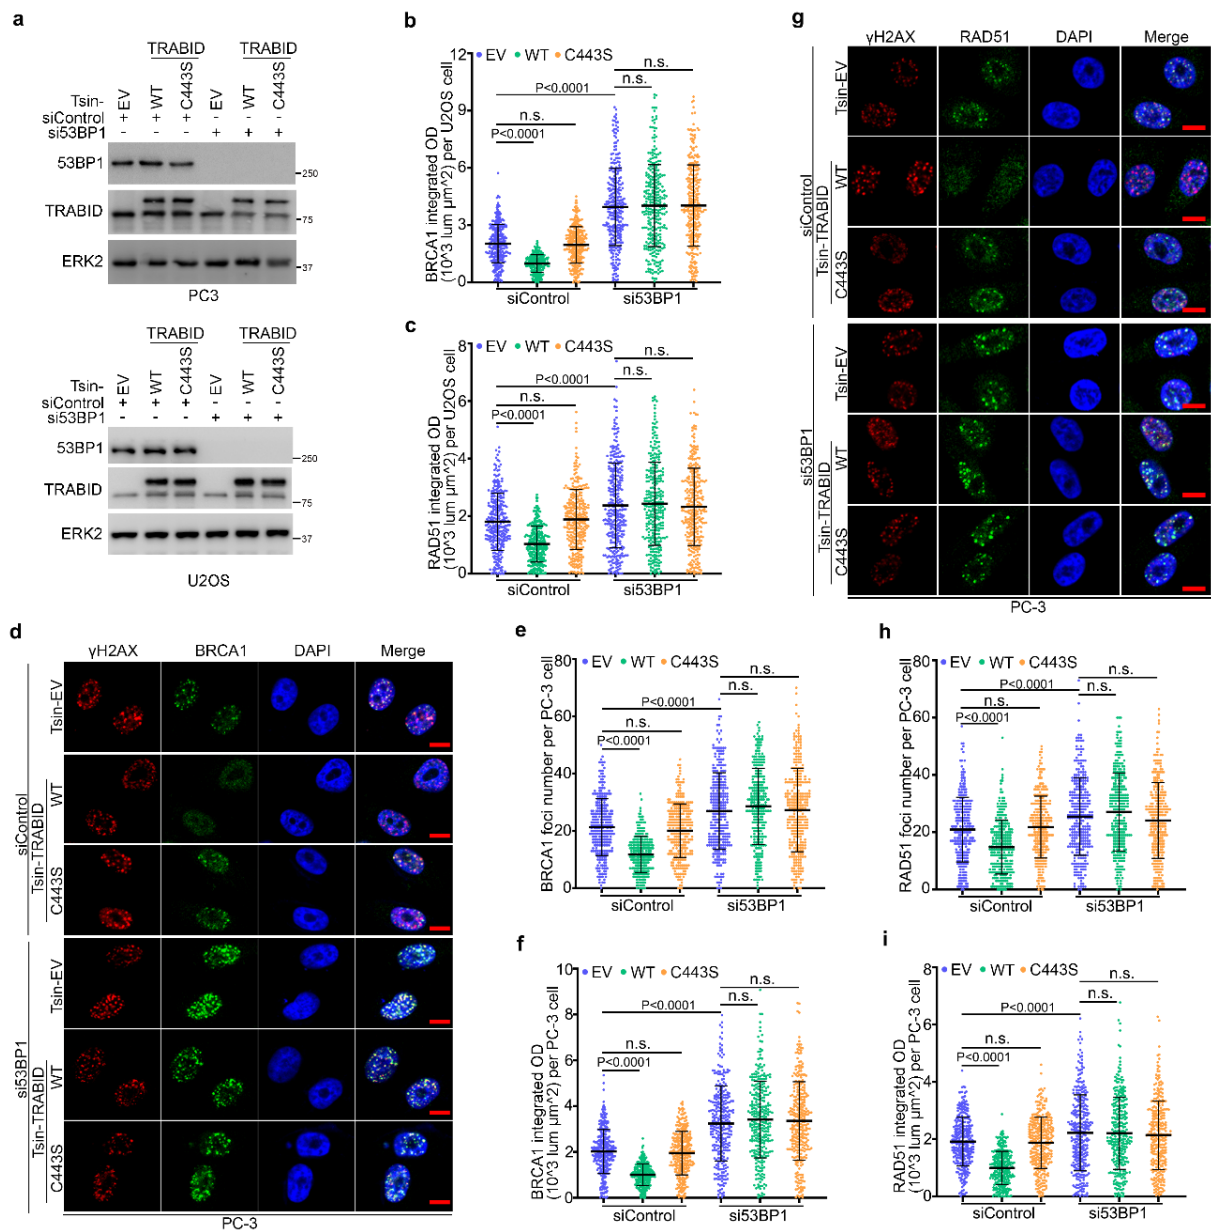 a
TRABID TRABID
Tsin- EV WT C443S EV WT C443S
siControl + + + - - -
si53BP1 - - - + + +
53BP1
250
TRABID
75
ERK2
37
PC3
TRABID TRABID
Tsin- EV WT C443S EV WT C443S
siControl + + + - - -
si53BP1 - - - + + +
53BP1
250
TRABID
75
ERK2
37
U2OS
b
EV WT C443S
BRCA1 integrated OD
(10^3 lum µm^2) per U2OS cell
12
9
6
3
0
n.s.
n.s.
P<0.0001
n.s.
P<0.0001
siControl si53BP1
c
EV WT C443S
RAD51 integrated OD
(10^3 lum µm^2) per U2OS cell
8
6
4
2
0
n.s.
n.s.
P<0.0001
n.s.
P<0.0001
siControl si53BP1
d
γH2AX BRCA1 DAPI Merge
siControl
Tsin-EV
Tsin-TRABID
WT
C443S
si53BP1
Tsin-EV
Tsin-TRABID
WT
C443S
PC-3
e
EV WT C443S
BRCA1 foci number per PC-3 cell
80
60
40
20
0
n.s.
n.s.
P<0.0001
n.s.
P<0.0001
siControl si53BP1
f
EV WT C443S
BRCA1 integrated OD
(10^3 lum µm^2) per PC-3 cell
10
8
6
4
2
0
n.s.
n.s.
P<0.0001
n.s.
P<0.0001
siControl si53BP1
g
γH2AX RAD51 DAPI Merge
siControl
Tsin-EV
Tsin-TRABID
WT
C443S
si53BP1
Tsin-EV
Tsin-TRABID
WT
C443S
PC-3
h
EV WT C443S
RAD51 foci number per PC-3 cell
80
60
40
20
0
n.s.
P<0.0001
n.s.
n.s.
P<0.0001
siControl si53BP1
i
EV WT C443S
RAD51 integrated OD
(10^3 lum µm^2) per PC-3 cell
8
6
4
2
0
n.s.
n.s.
P<0.0001
n.s.
P<0.0001
siControl si53BP1